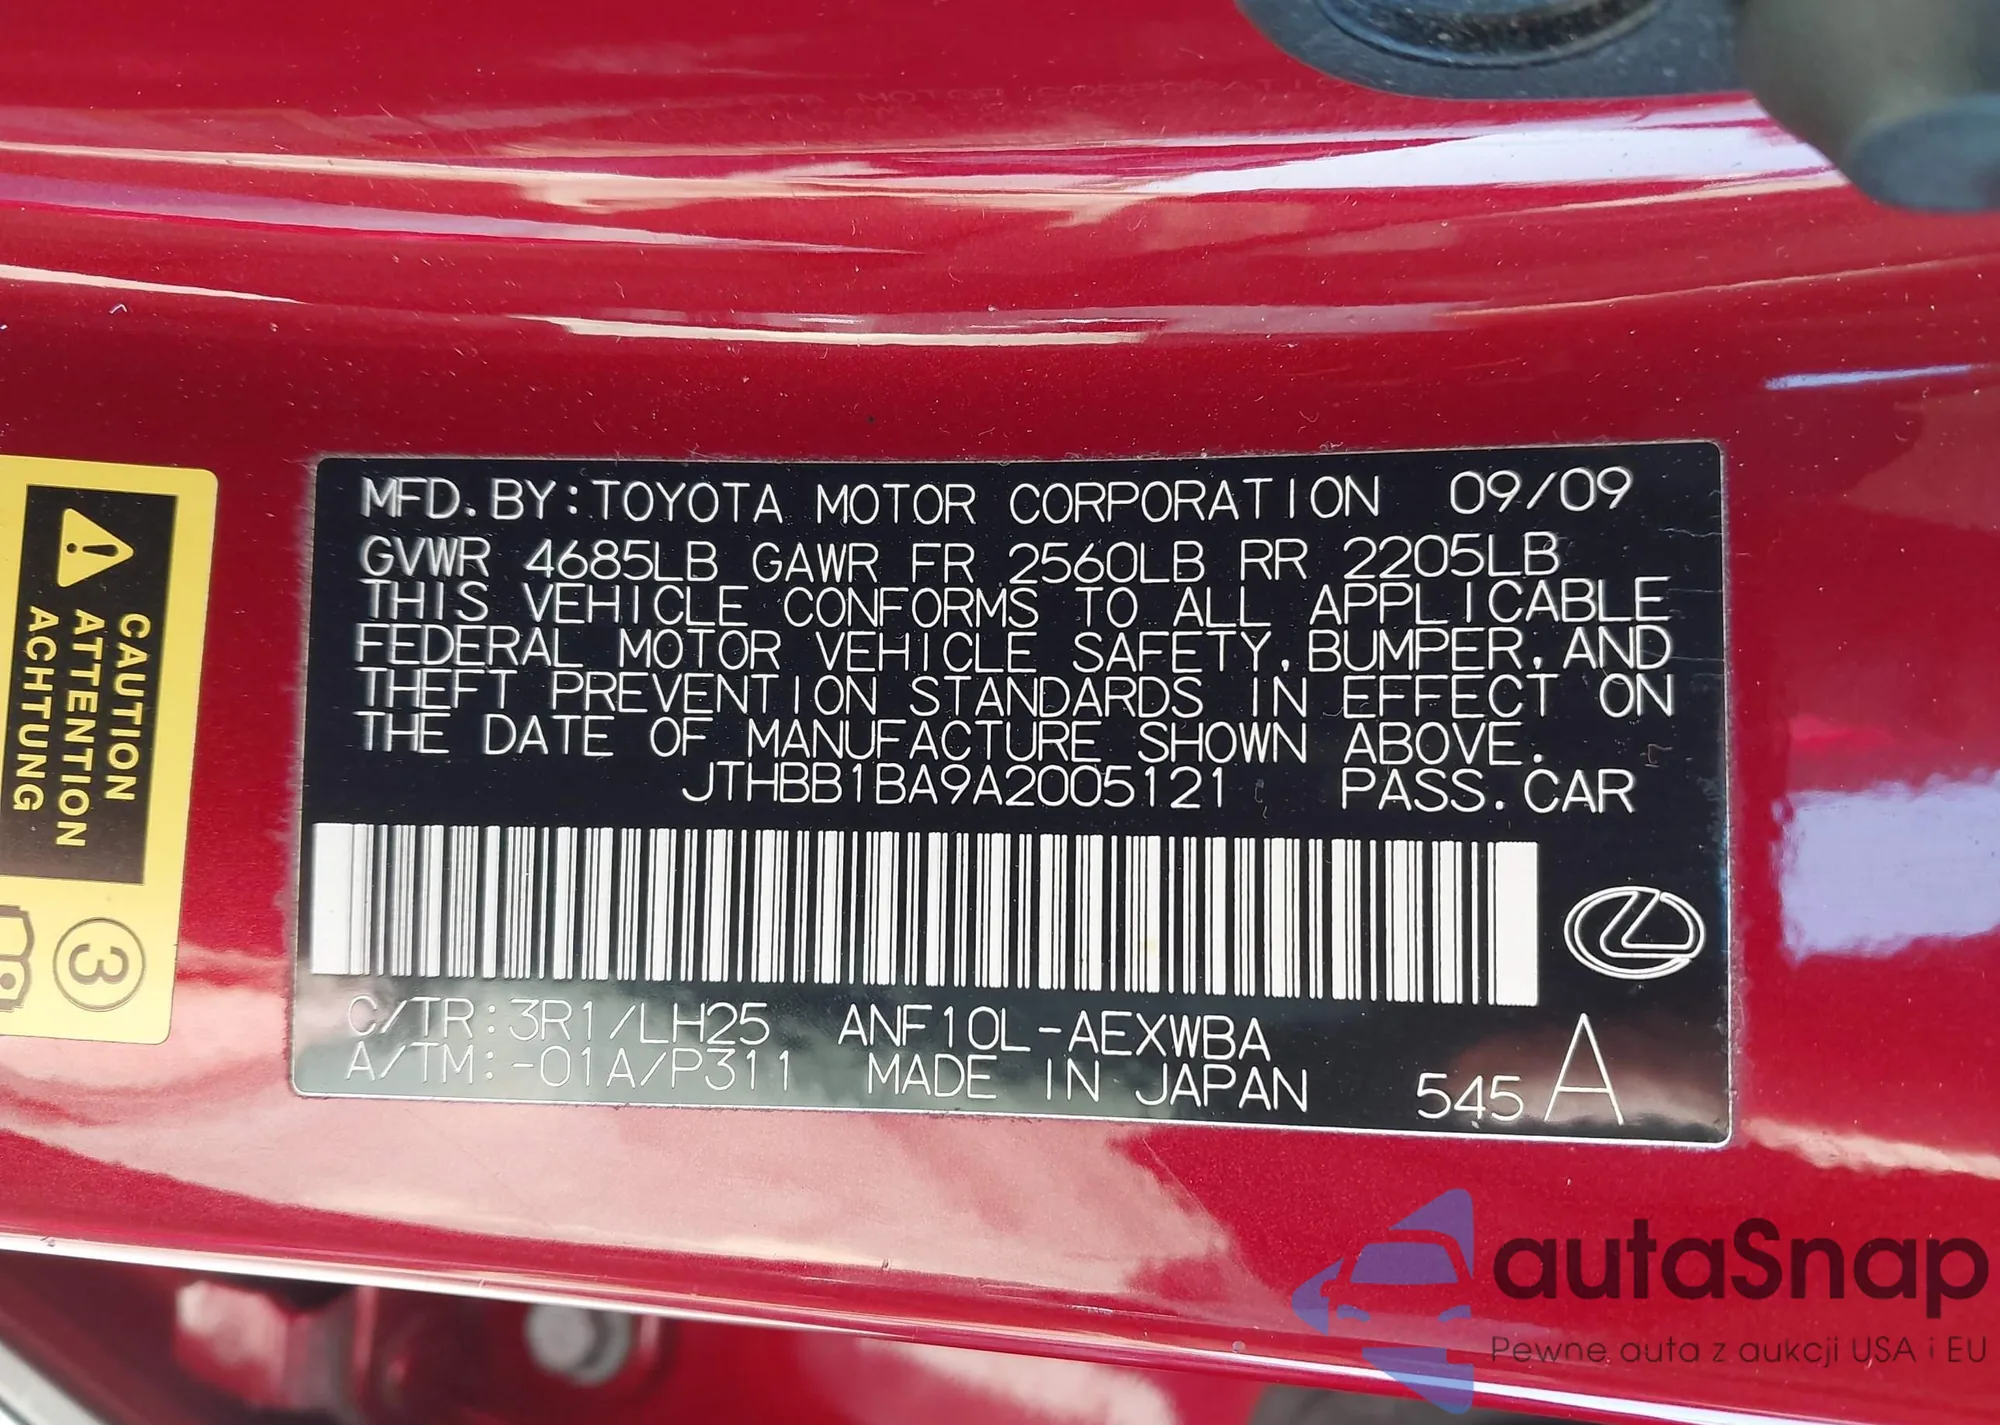 MFD. BY:TOYOTA MOTOR CORPORATION 09/09
GVWR 4685LB GAWR FR 2560LB RR 2205LB
THIS VEHICLE CONFORMS TO ALL APPLICABLE
FEDERAL MOTOR VEHICLE SAFETY, BUMPER, AND
THEFT PREVENTION STANDARDS IN EFFECT ON
THE DATE OF MANUFACTURE SHOWN ABOVE.
JTHBB1BA9A2005121 PASS. CAR
C/TR:3R1/LH25 ANF10L-AEXWBA
A/TM:-01A/P311 MADE IN JAPAN 545 A
CAUTION
ATTENTION
ACHTUNG
3
autaSnap
Pewne auta z aukcji USA i EU